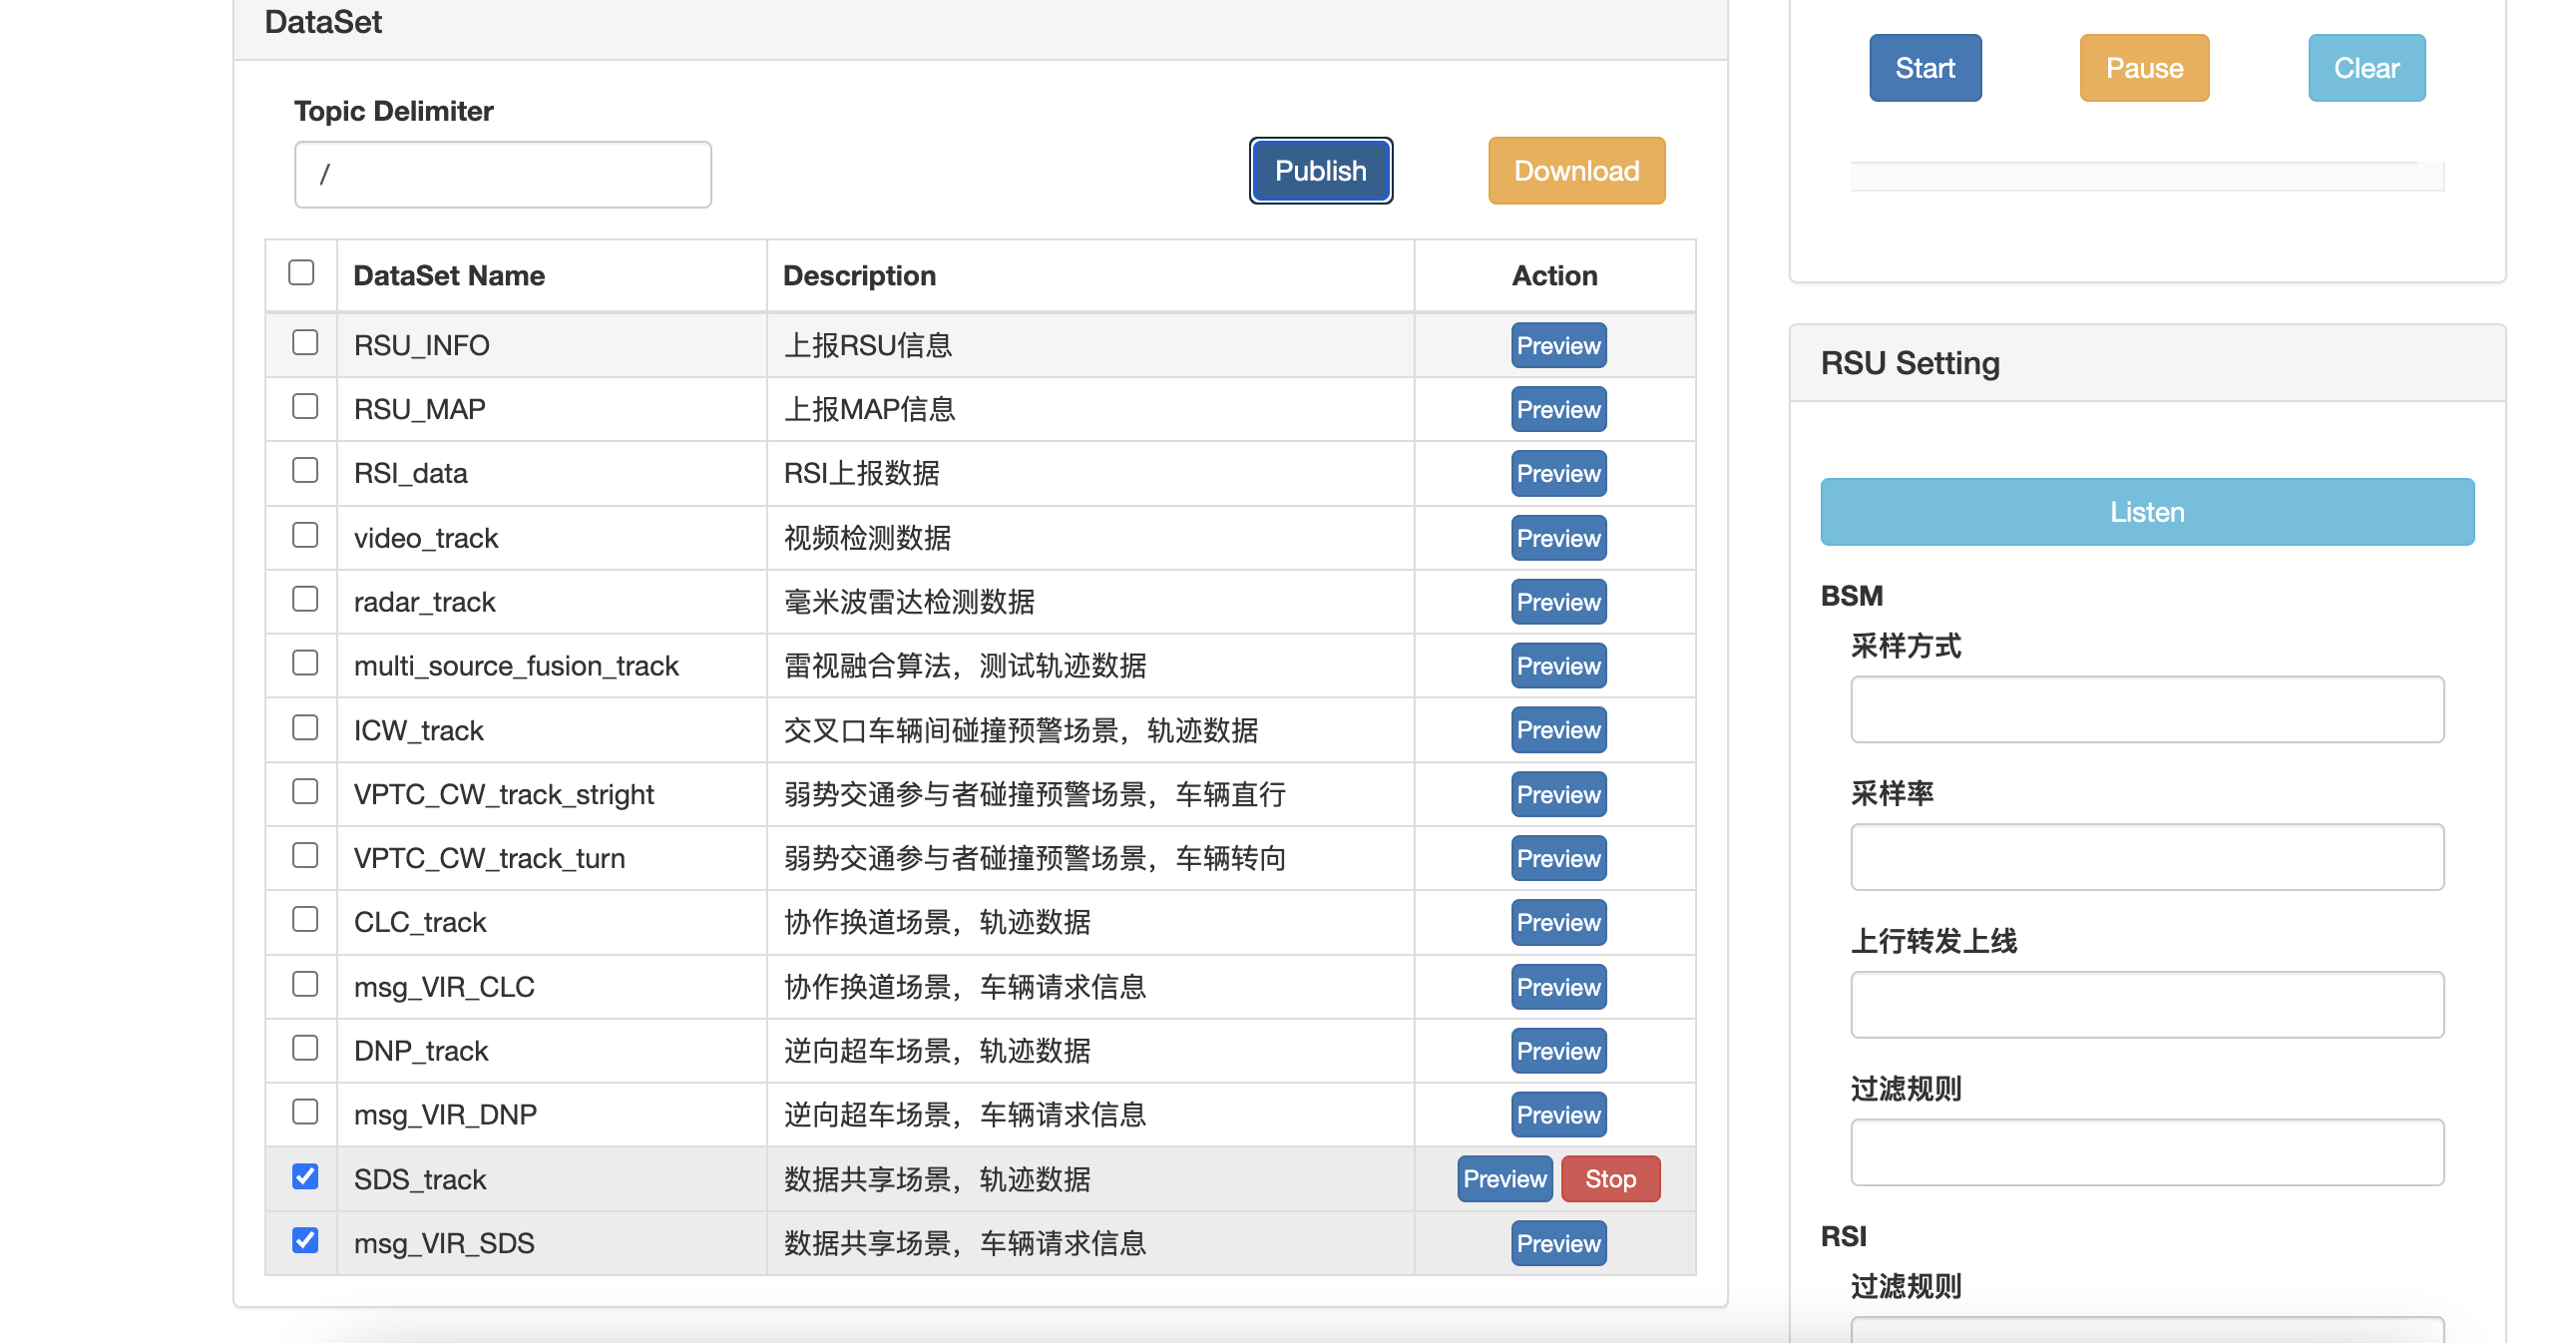 DataSet
Topic Delimiter
/
Publish
Download
DataSet Name Description Action
RSU_INFO 上报RSU信息 Preview
RSU_MAP 上报MAP信息 Preview
RSI_data RSI上报数据 Preview
video_track 视频检测数据 Preview
radar_track 毫米波雷达检测数据 Preview
multi_source_fusion_track 雷视融合算法，测试轨迹数据 Preview
ICW_track 交叉口车辆间碰撞预警场景，轨迹数据 Preview
VPTC_CW_track_stright 弱势交通参与者碰撞预警场景，车辆直行 Preview
VPTC_CW_track_turn 弱势交通参与者碰撞预警场景，车辆转向 Preview
CLC_track 协作换道场景，轨迹数据 Preview
msg_VIR_CLC 协作换道场景，车辆请求信息 Preview
DNP_track 逆向超车场景，轨迹数据 Preview
msg_VIR_DNP 逆向超车场景，车辆请求信息 Preview
SDS_track 数据共享场景，轨迹数据 Preview Stop
msg_VIR_SDS 数据共享场景，车辆请求信息 Preview
Start Pause Clear
RSU Setting
Listen
BSM
采样方式
采样率
上行转发上线
过滤规则
RSI
过滤规则